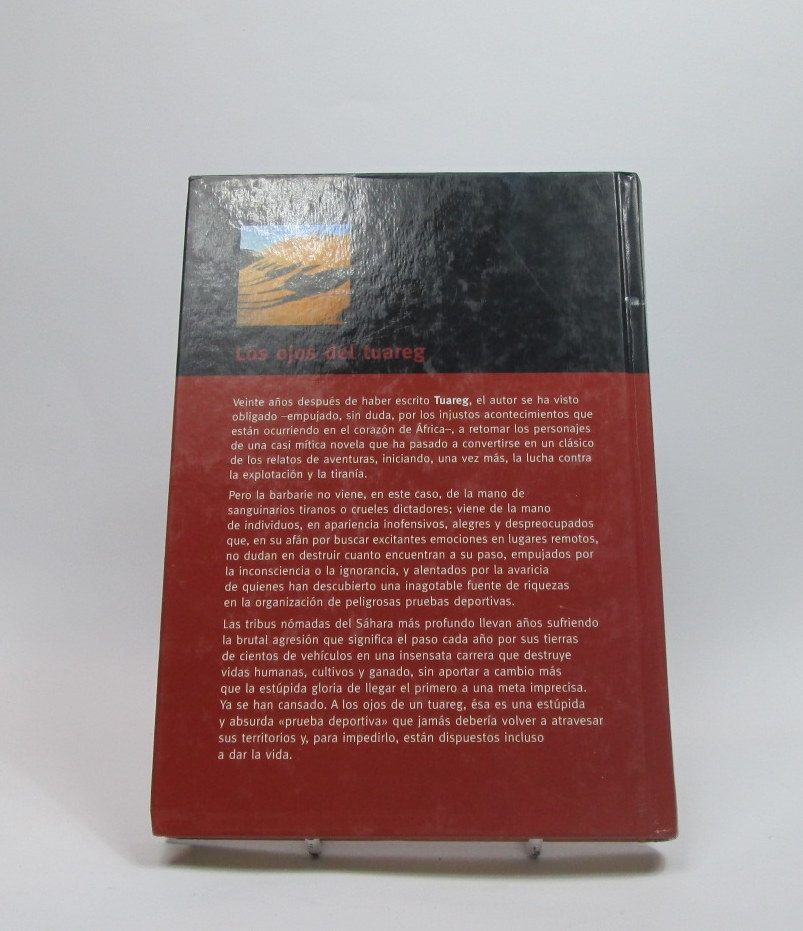 Los ojos del tuareg
Veinte años después de haber escrito Tuareg, el autor se ha visto
obligado –empujado, sin duda, por los injustos acontecimientos que
están ocurriendo en el corazón de África–, a retomar los personajes
de una casi mítica novela que ha pasado a convertirse en un clásico
de los relatos de aventuras, iniciando, una vez más, la lucha contra
la explotación y la tiranía.
Pero la barbarie no viene, en este caso, de la mano de
sanguinarios tiranos o crueles dictadores; viene de la mano
de individuos, en apariencia inofensivos, alegres y despreocupados
que, en su afán por buscar excitantes emociones en lugares remotos,
no dudan en destruir cuanto encuentran a su paso, empujados por
la inconsciencia o la ignorancia, y alentados por la avaricia
de quienes han descubierto una inagotable fuente de riquezas
en la organización de peligrosas pruebas deportivas.
Las tribus nómadas del Sáhara más profundo llevan años sufriendo
la brutal agresión que significa el paso cada año por sus tierras
de cientos de vehículos en una insensata carrera que destruye
vidas humanas, cultivos y ganado, sin aportar a cambio más
que la estúpida gloria de llegar el primero a una meta imprecisa.
Ya se han cansado. A los ojos de un tuareg, ésa es una estúpida
y absurda «prueba deportiva» que jamás debería volver a atravesar
sus territorios y, para impedirlo, están dispuestos incluso
a dar la vida.